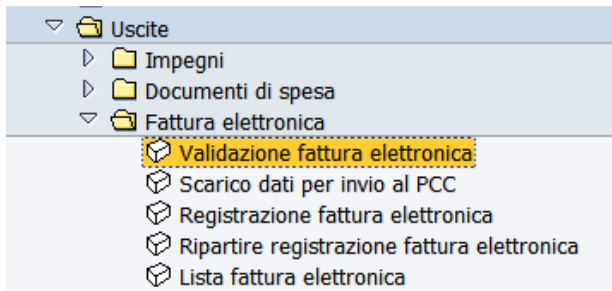 Uscite
Impegni
Documenti di spesa
Fattura elettronica
Validazione fattura elettronica
Scarico dati per invio al PCC
Registrazione fattura elettronica
Ripartire registrazione fattura elettronica
Lista fattura elettronica